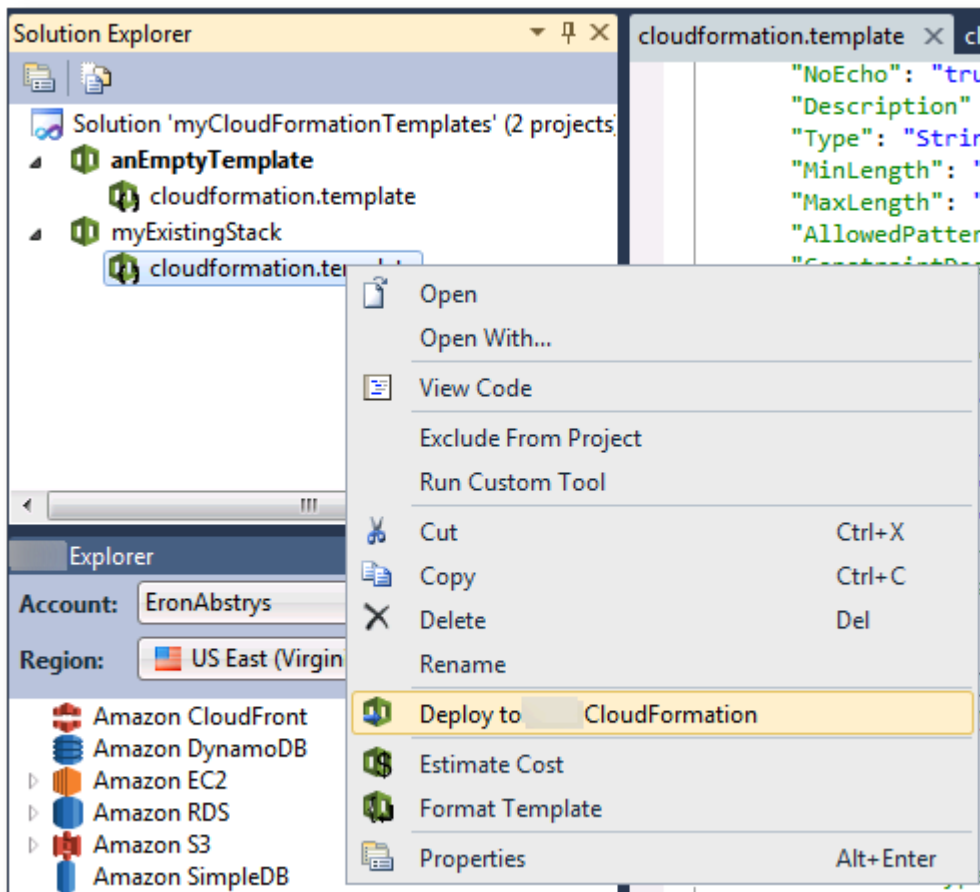 Solution Explorer
Solution 'myCloudFormationTemplates' (2 projects
anEmptyTemplate
cloudformation.template
myExistingStack
cloudformation.
Explorer
Account: EronAbstrys
Region: US East (Virgin
Amazon CloudFront
Amazon DynamoDB
Amazon EC2
Amazon RDS
Amazon S3
Amazon SimpleDB
cloudformation.template
"NoEcho": "tru
"Description"
"Type": "Strin
"MinLength": "
"MaxLength": "
"AllowedPatter
Open
Open With...
View Code
Exclude From Project
Run Custom Tool
Cut Ctrl+X
Copy Ctrl+C
Delete Del
Rename
Deploy to CloudFormation
Estimate Cost
Format Template
Properties Alt+Enter